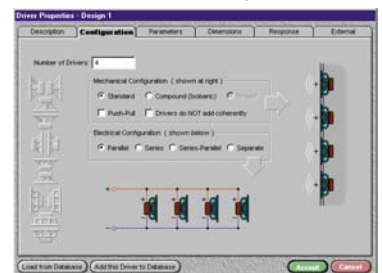 Driver Properties - Design 1
Description Configuration Parameters Dimensions Response External
Number of Drivers: 4
Mechanical Configuration ( shown at right )
Standard Compound (Isobaric)
Push-Pull Drivers do NOT add coherently
Electrical Configuration ( shown below )
Parallel Series Series-Parallel Separate
Load from Database Add this Driver to Database Accept Cancel